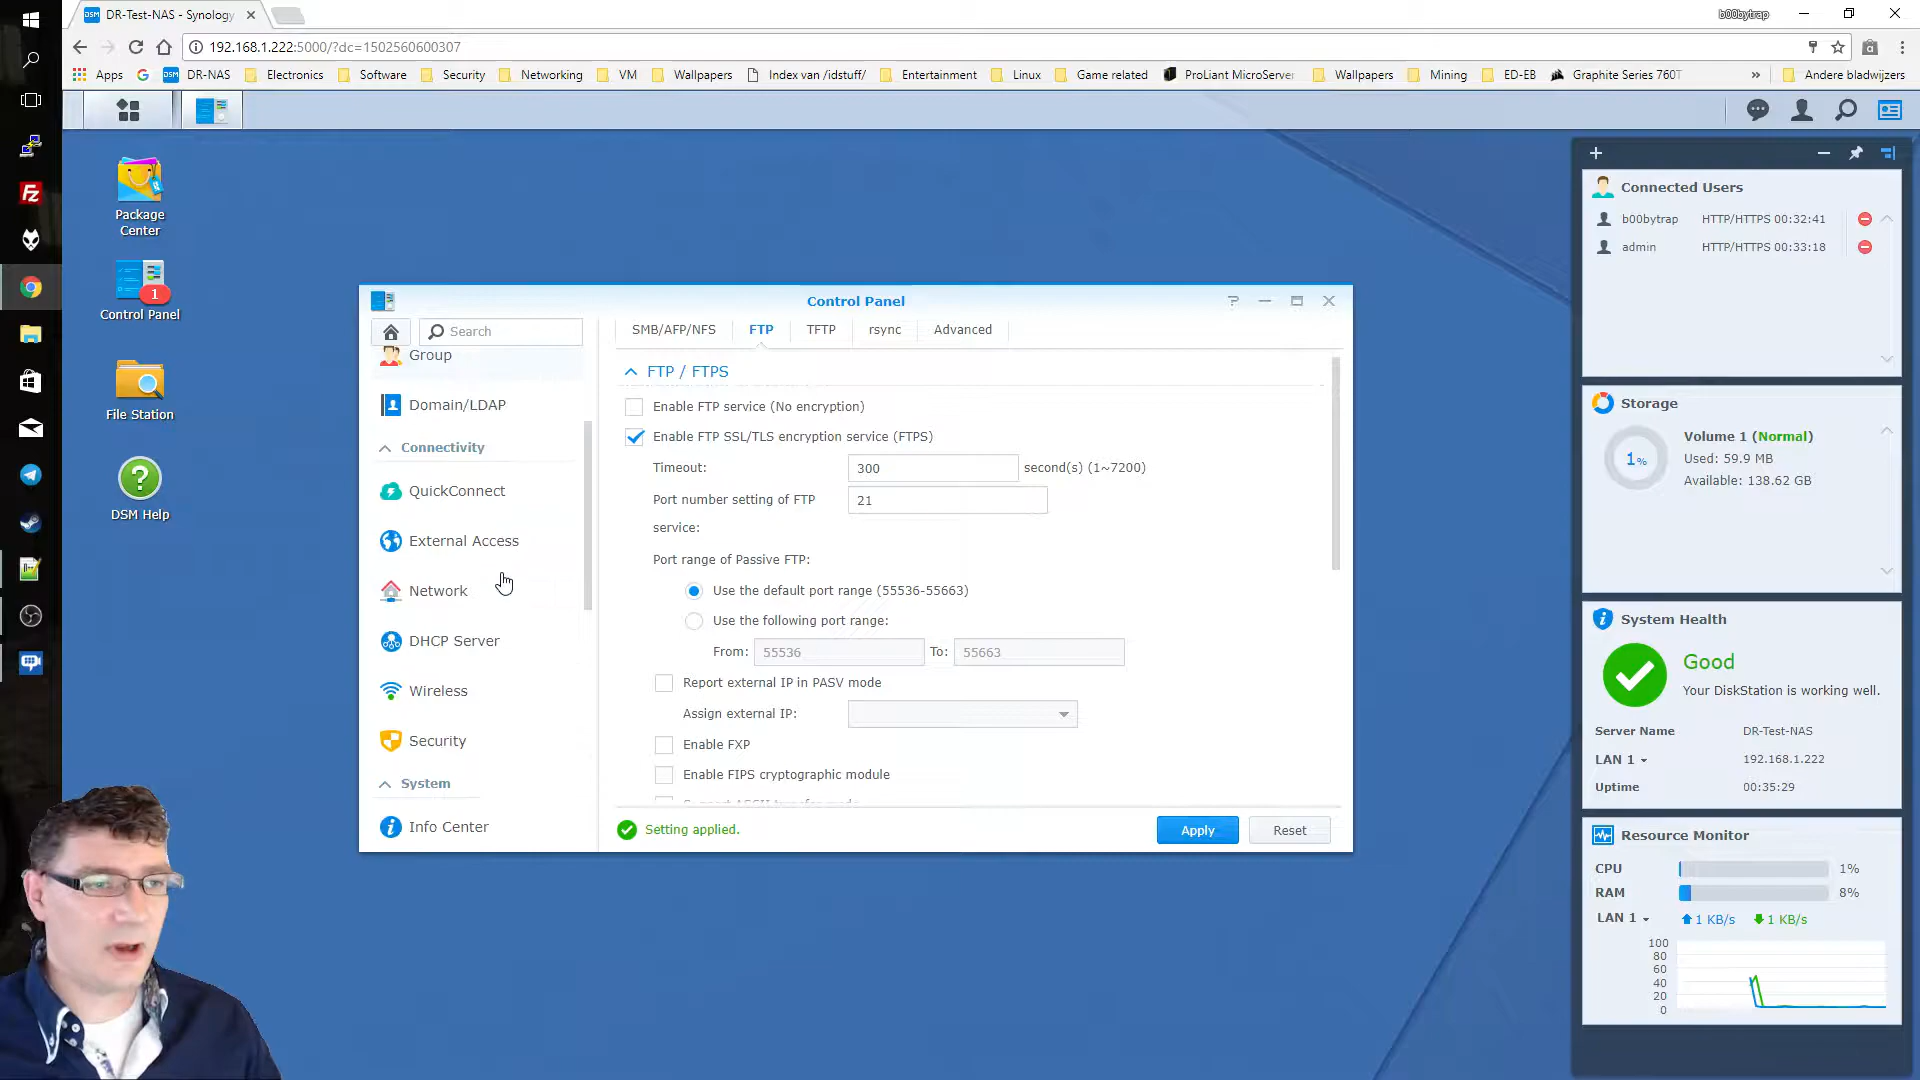 DR-Test-NAS - Synology
b00bytrap
192.168.1.222:5000/?dc=1502560600307
Apps
DSM DR-NAS
Electronics
Software
Security
Networking
VM
Wallpapers
Index van /idstuff/
Entertainment
Linux
Game related
ProLiant MicroServer
Wallpapers
Mining
ED-EB
Graphite Series 760T
»
Andere bladwijzers
Package
Center
1
Control Panel
File Station
?
DSM Help
Control Panel
Search
Group
Domain/LDAP
Connectivity
QuickConnect
External Access
Network
DHCP Server
Wireless
Security
System
Info Center
SMB/AFP/NFS
FTP
TFTP
rsync
Advanced
FTP / FTPS
Enable FTP service (No encryption)
Enable FTP SSL/TLS encryption service (FTPS)
Timeout: 300 second(s) (1~7200)
Port number setting of FTP 21
service:
Port range of Passive FTP:
Use the default port range (55536-55663)
Use the following port range:
From: 55536 To: 55663
Report external IP in PASV mode
Assign external IP:
Enable FXP
Enable FIPS cryptographic module
Setting applied.
Apply
Reset
Connected Users
b00bytrap HTTP/HTTPS 00:32:41
admin HTTP/HTTPS 00:33:18
Storage
1%
Volume 1 (Normal)
Used: 59.9 MB
Available: 138.62 GB
System Health
Good
Your DiskStation is working well.
Server Name DR-Test-NAS
LAN 1 192.168.1.222
Uptime 00:35:29
Resource Monitor
CPU 1%
RAM 8%
LAN 1 1 KB/s 1 KB/s
100
80
60
40
20
0